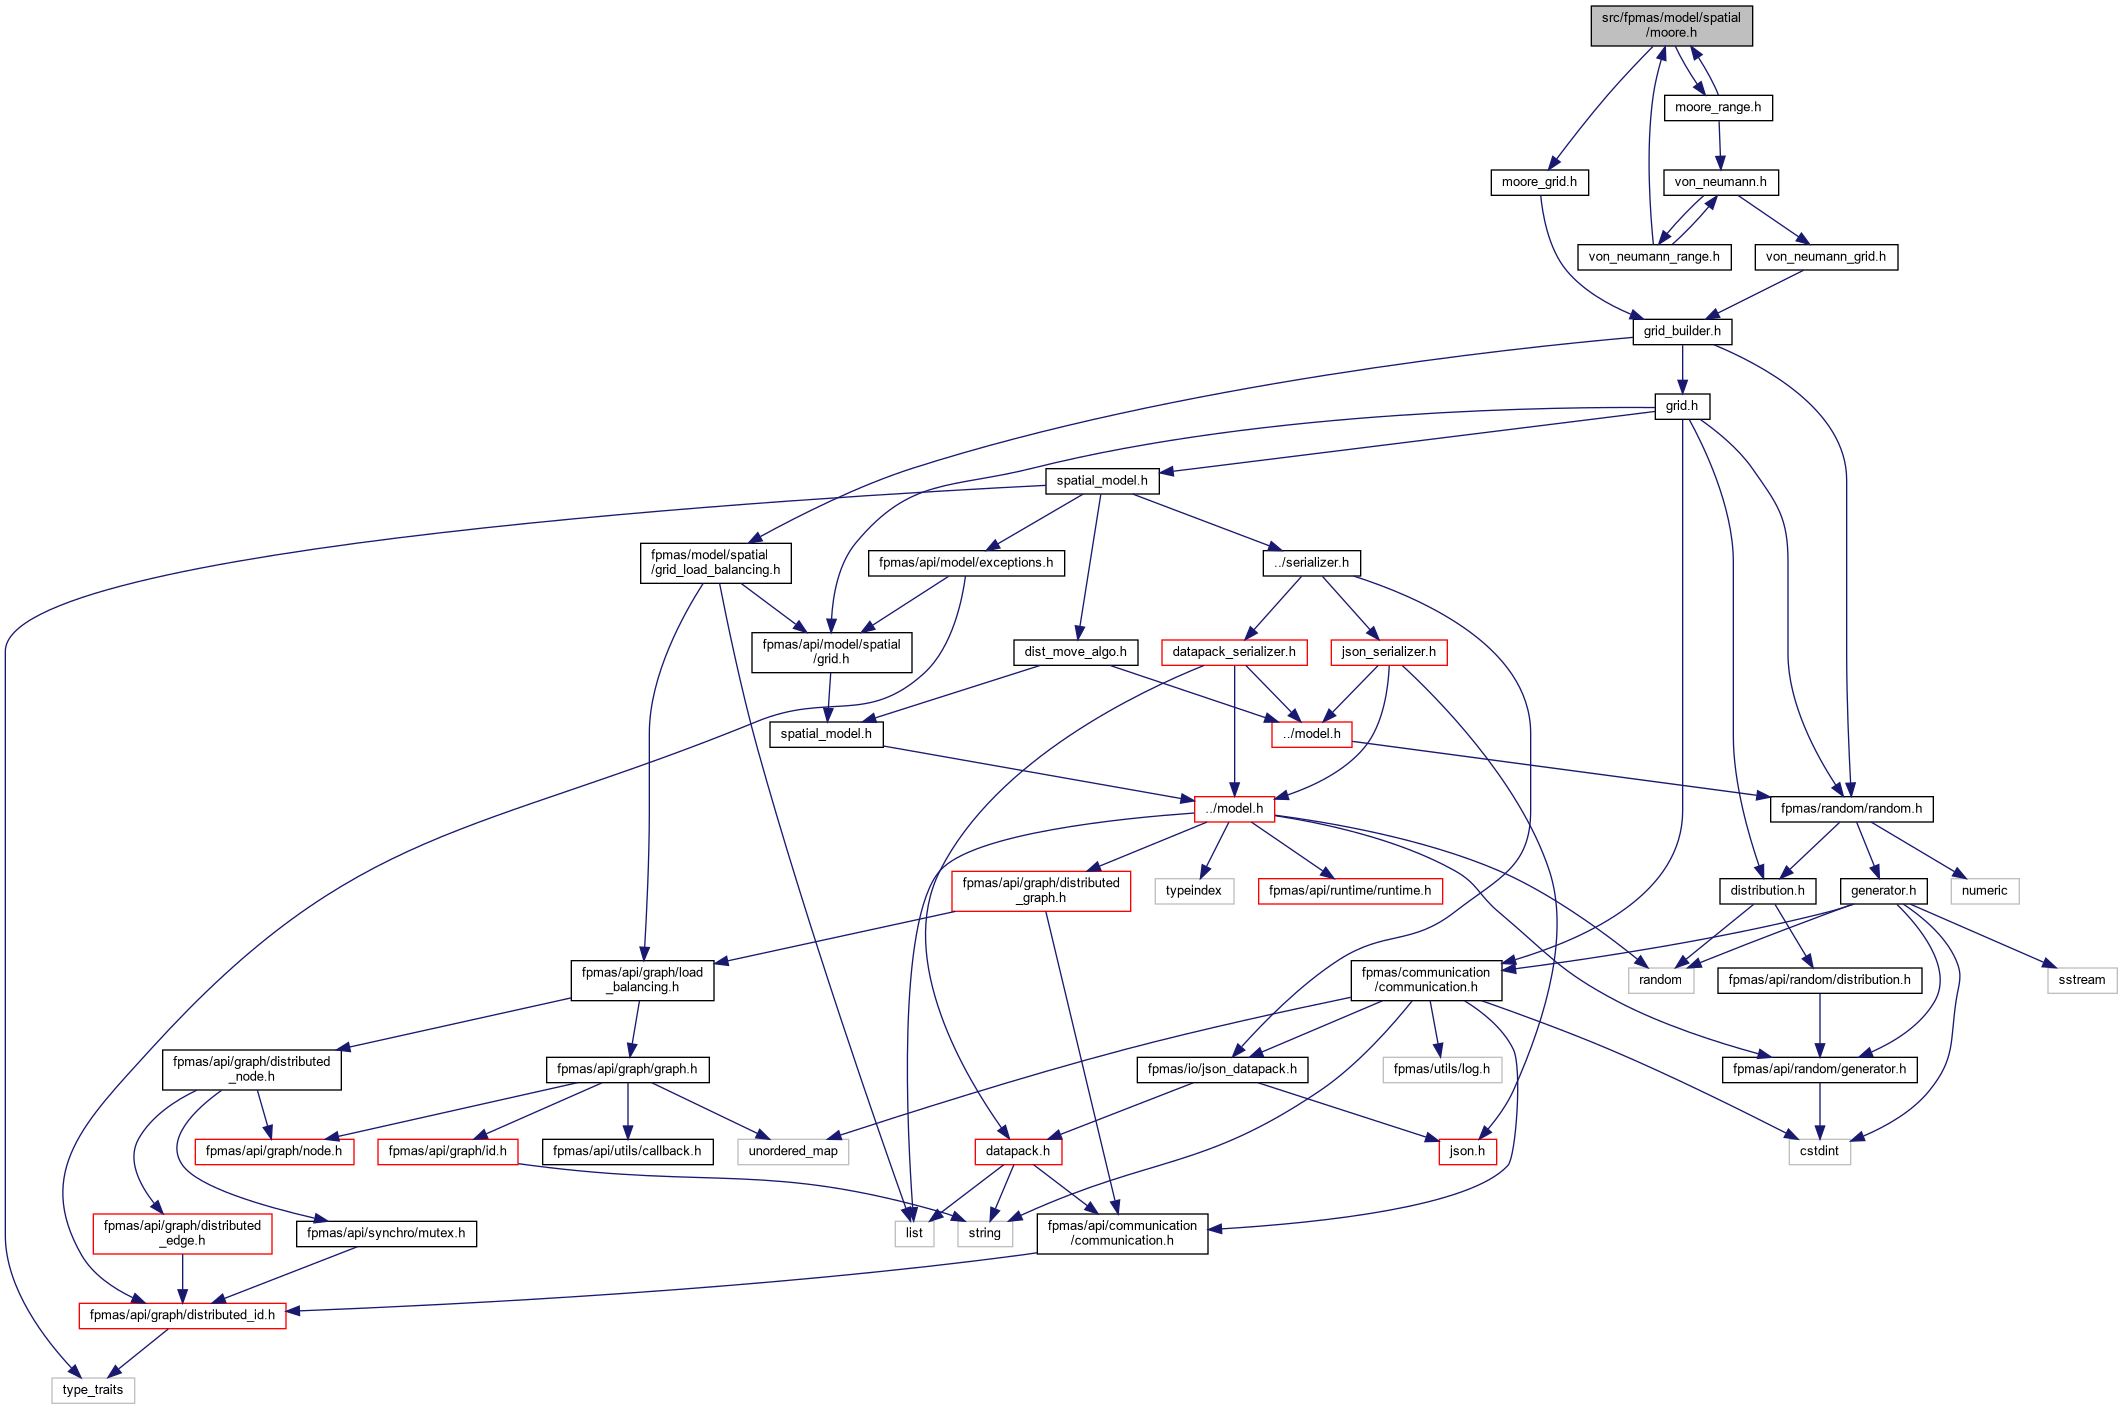 src/fpmas/model/spatial
/moore.h
moore_range.h
moore_grid.h
von_neumann.h
von_neumann_range.h
von_neumann_grid.h
grid_builder.h
grid.h
spatial_model.h
fpmas/model/spatial
/grid_load_balancing.h
fpmas/api/model/exceptions.h
../serializer.h
fpmas/api/model/spatial
/grid.h
dist_move_algo.h
datapack_serializer.h
json_serializer.h
spatial_model.h
../model.h
../model.h
fpmas/random/random.h
fpmas/api/graph/distributed
_graph.h
typeindex
fpmas/api/runtime/runtime.h
distribution.h
generator.h
numeric
fpmas/api/graph/load
_balancing.h
fpmas/communication
/communication.h
random
fpmas/api/random/distribution.h
sstream
fpmas/api/graph/distributed
_node.h
fpmas/api/graph/graph.h
fpmas/io/json_datapack.h
fpmas/utils/log.h
fpmas/api/random/generator.h
fpmas/api/graph/node.h
fpmas/api/graph/id.h
fpmas/api/utils/callback.h
unordered_map
datapack.h
json.h
cstdint
fpmas/api/graph/distributed
_edge.h
fpmas/api/synchro/mutex.h
list
string
fpmas/api/communication
/communication.h
fpmas/api/graph/distributed_id.h
type_traits